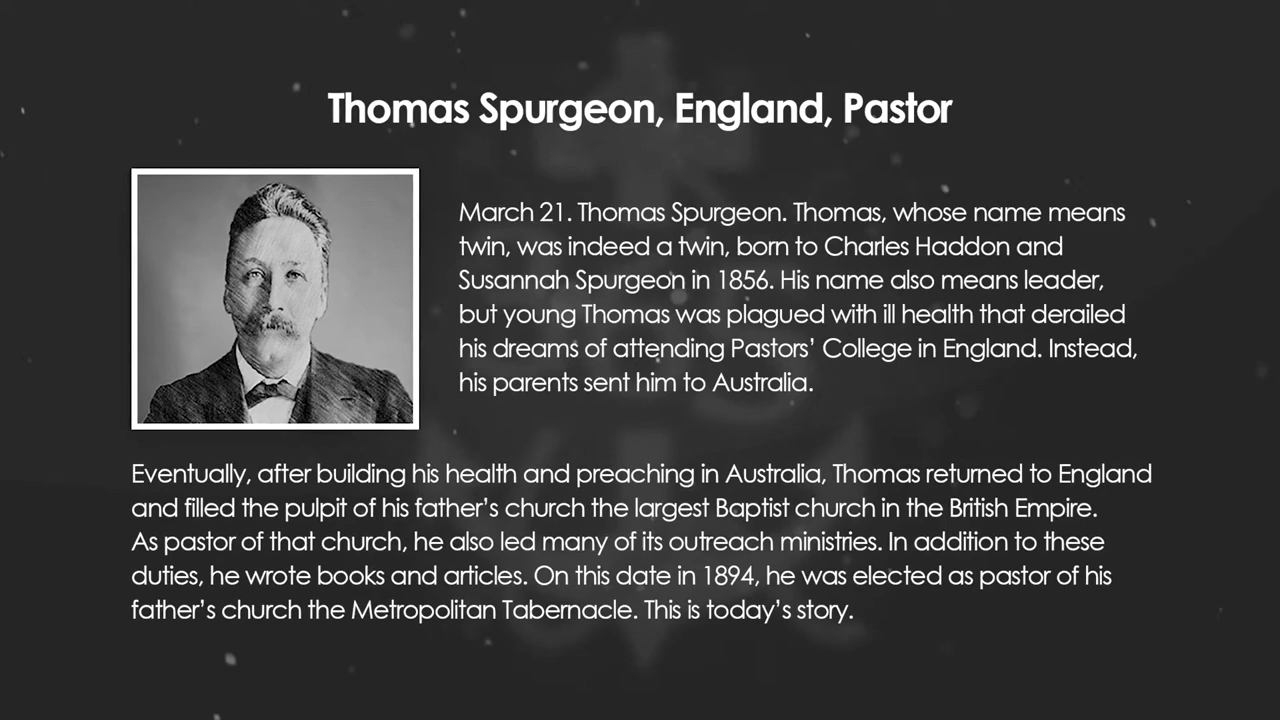 Thomas Spurgeon, England, Pastor
March 21. Thomas Spurgeon. Thomas, whose name means
twin, was indeed a twin, born to Charles Haddon and
Susannah Spurgeon in 1856. His name also means leader,
but young Thomas was plagued with ill health that derailed
his dreams of attending Pastors’ College in England. Instead,
his parents sent him to Australia.
Eventually, after building his health and preaching in Australia, Thomas returned to England
and filled the pulpit of his father’s church the largest Baptist church in the British Empire.
As pastor of that church, he also led many of its outreach ministries. In addition to these
duties, he wrote books and articles. On this date in 1894, he was elected as pastor of his
father’s church the Metropolitan Tabernacle. This is today’s story.